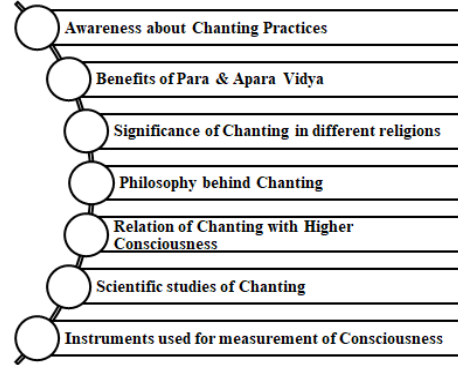 Awareness about Chanting Practices
Benefits of Para & Apara Vidya
Significance of Chanting in different religions
Philosophy behind Chanting
Relation of Chanting with Higher
Consciousness
Scientific studies of Chanting
Instruments used for measurement of Consciousness